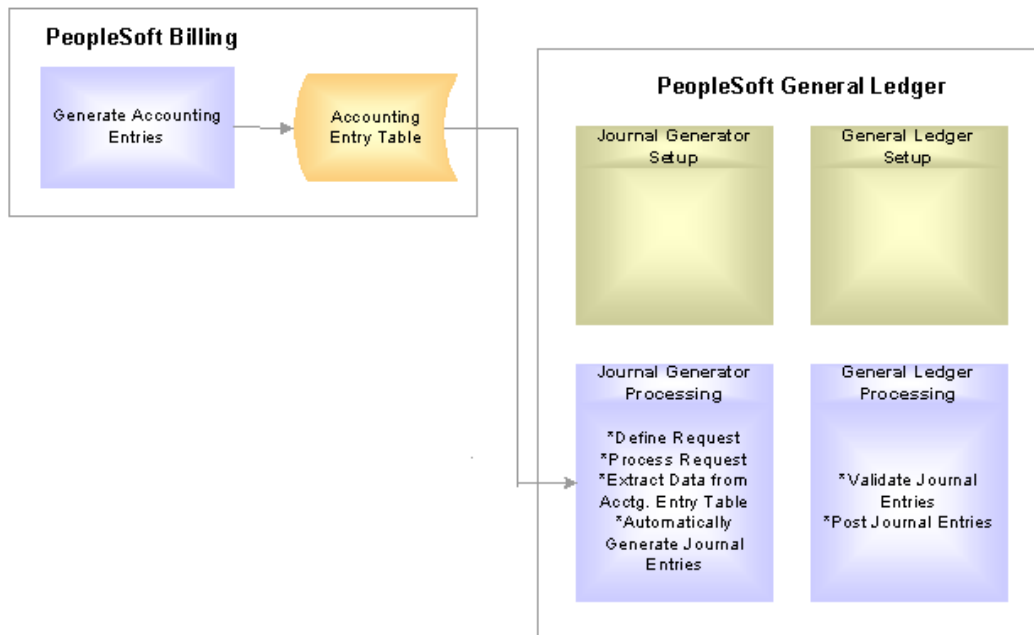 PeopleSoft Billing
Generate Accounting
Entries
Accounting
Entry Table
PeopleSoft General Ledger
Journal Generator
Setup
General Ledger
Setup
Journal Generator
Processing
*Define Request
*Process Request
*Extract Data from
Acctg. Entry Table
*Automatically
Generate Journal
Entries
General Ledger
Processing
*Validate Journal
Entries
*Post Journal Entries